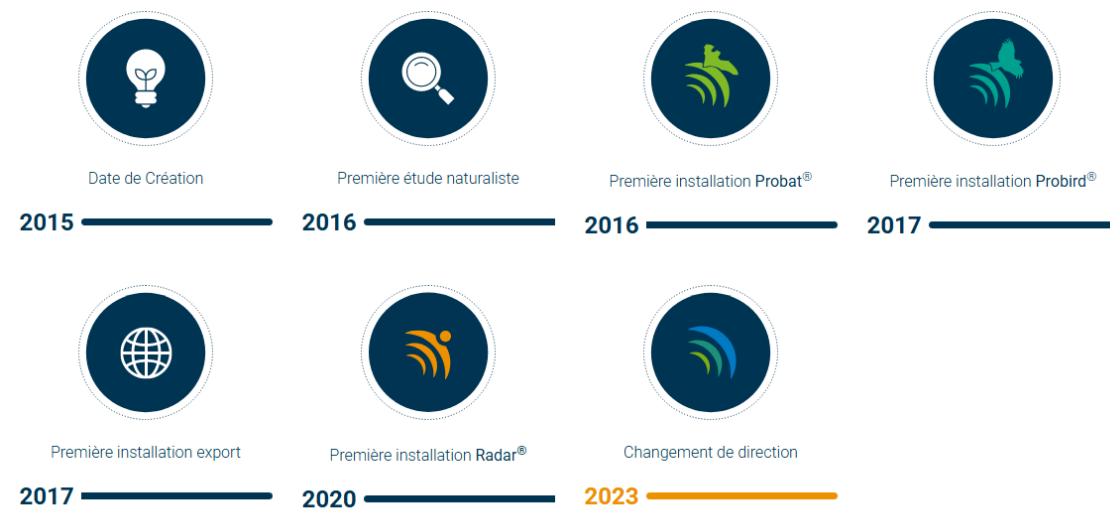 Date de Création
2015
Première étude naturaliste
2016
Première installation Probat®
2016
Première installation Probird®
2017
Première installation export
2017
Première installation Radar®
2020
Changement de direction
2023